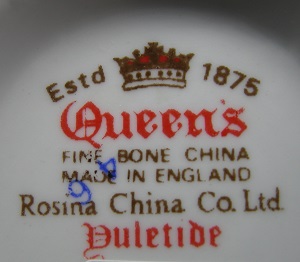 Estd 1875
Queen's
FINE BONE CHINA
MADE IN ENGLAND
Rosina China Co. Ltd.
Yuletide